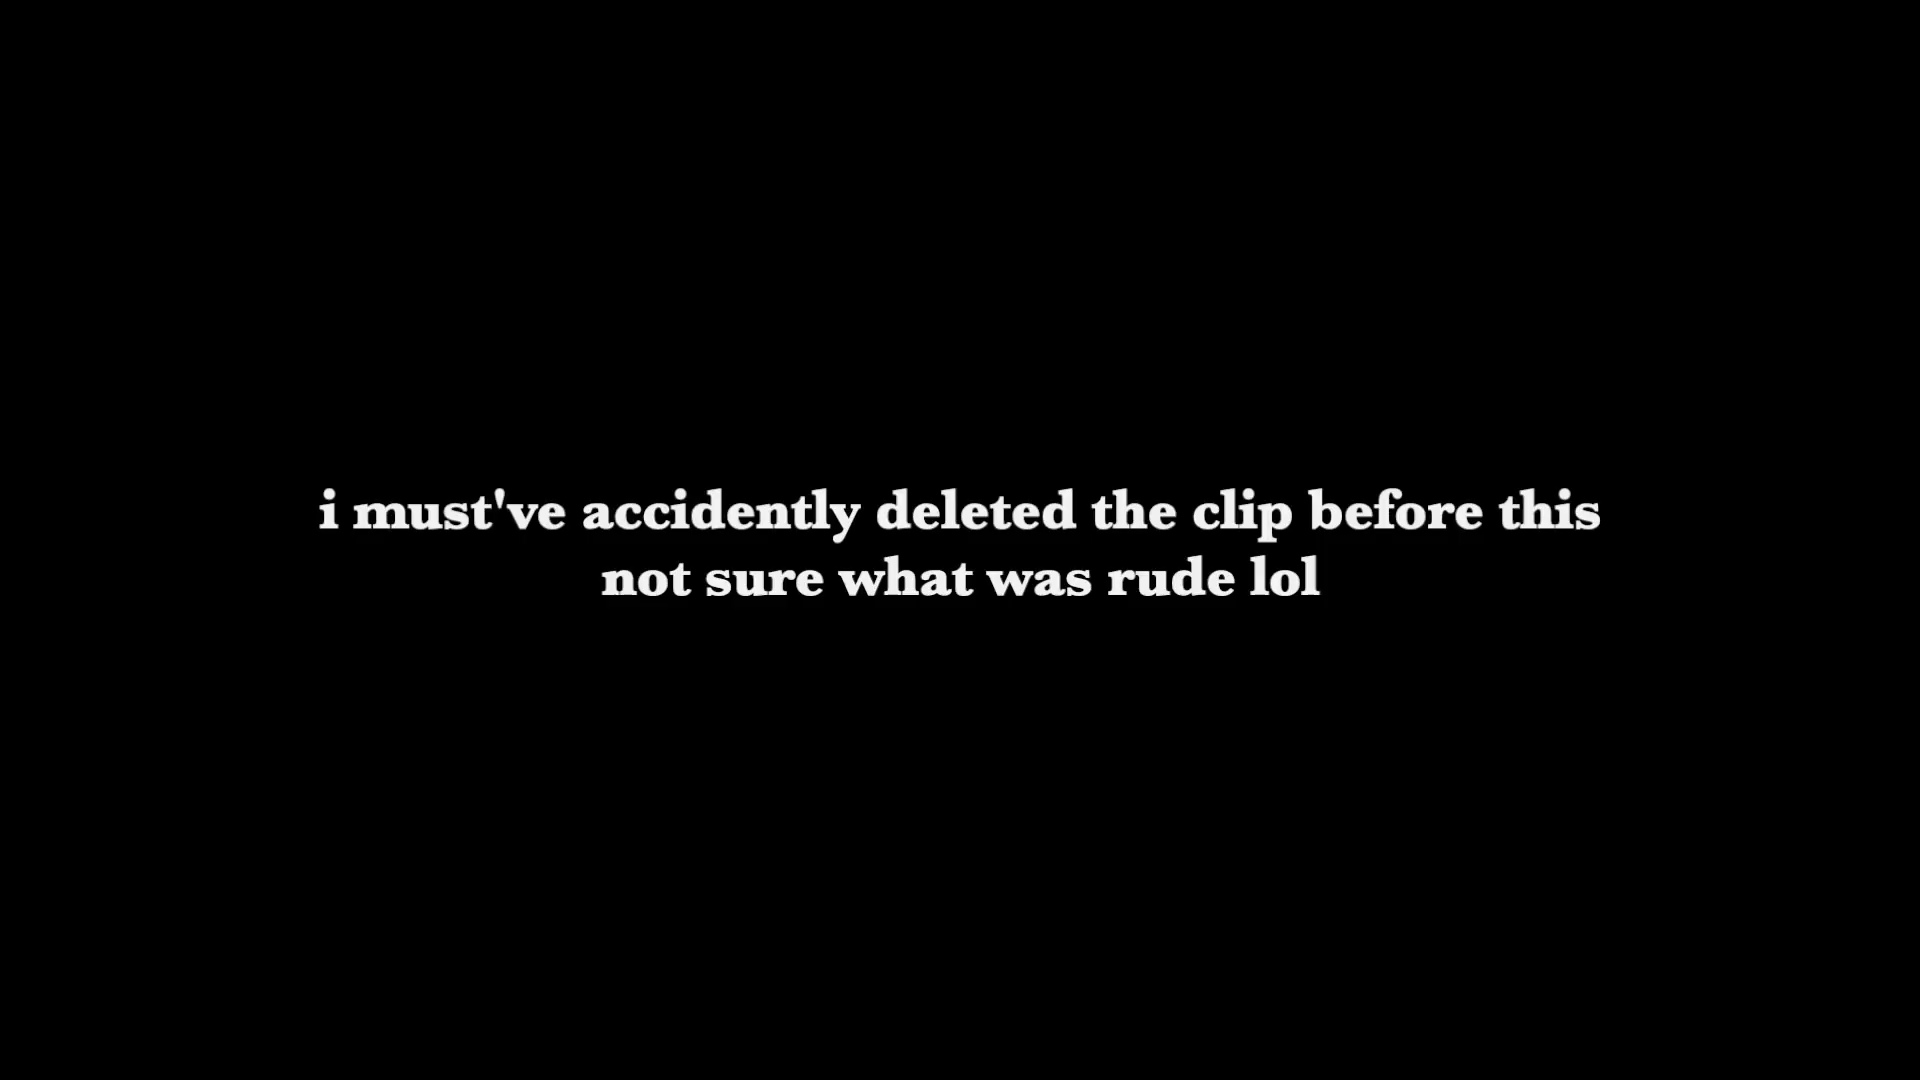 i must've accidently deleted the clip before this
not sure what was rude lol